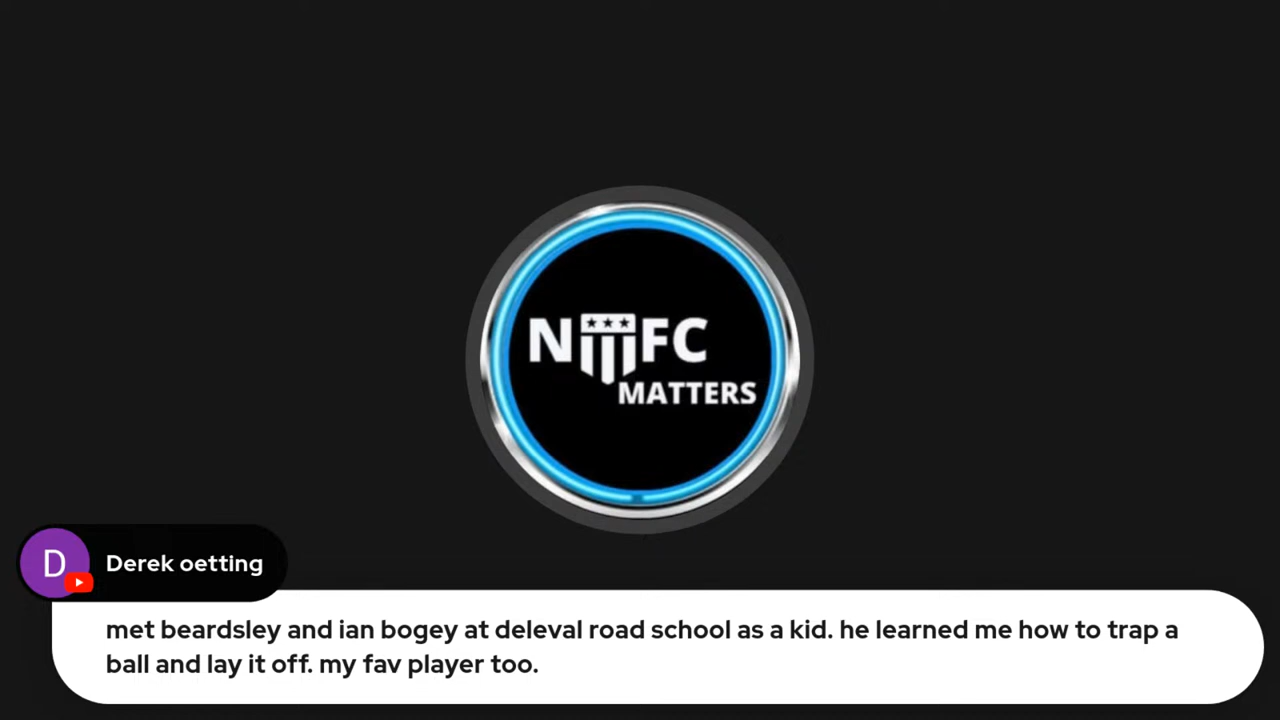 NUFC
MATTERS
D
Derek oetting
met beardsley and ian bogey at deleval road school as a kid. he learned me how to trap a
ball and lay it off. my fav player too.